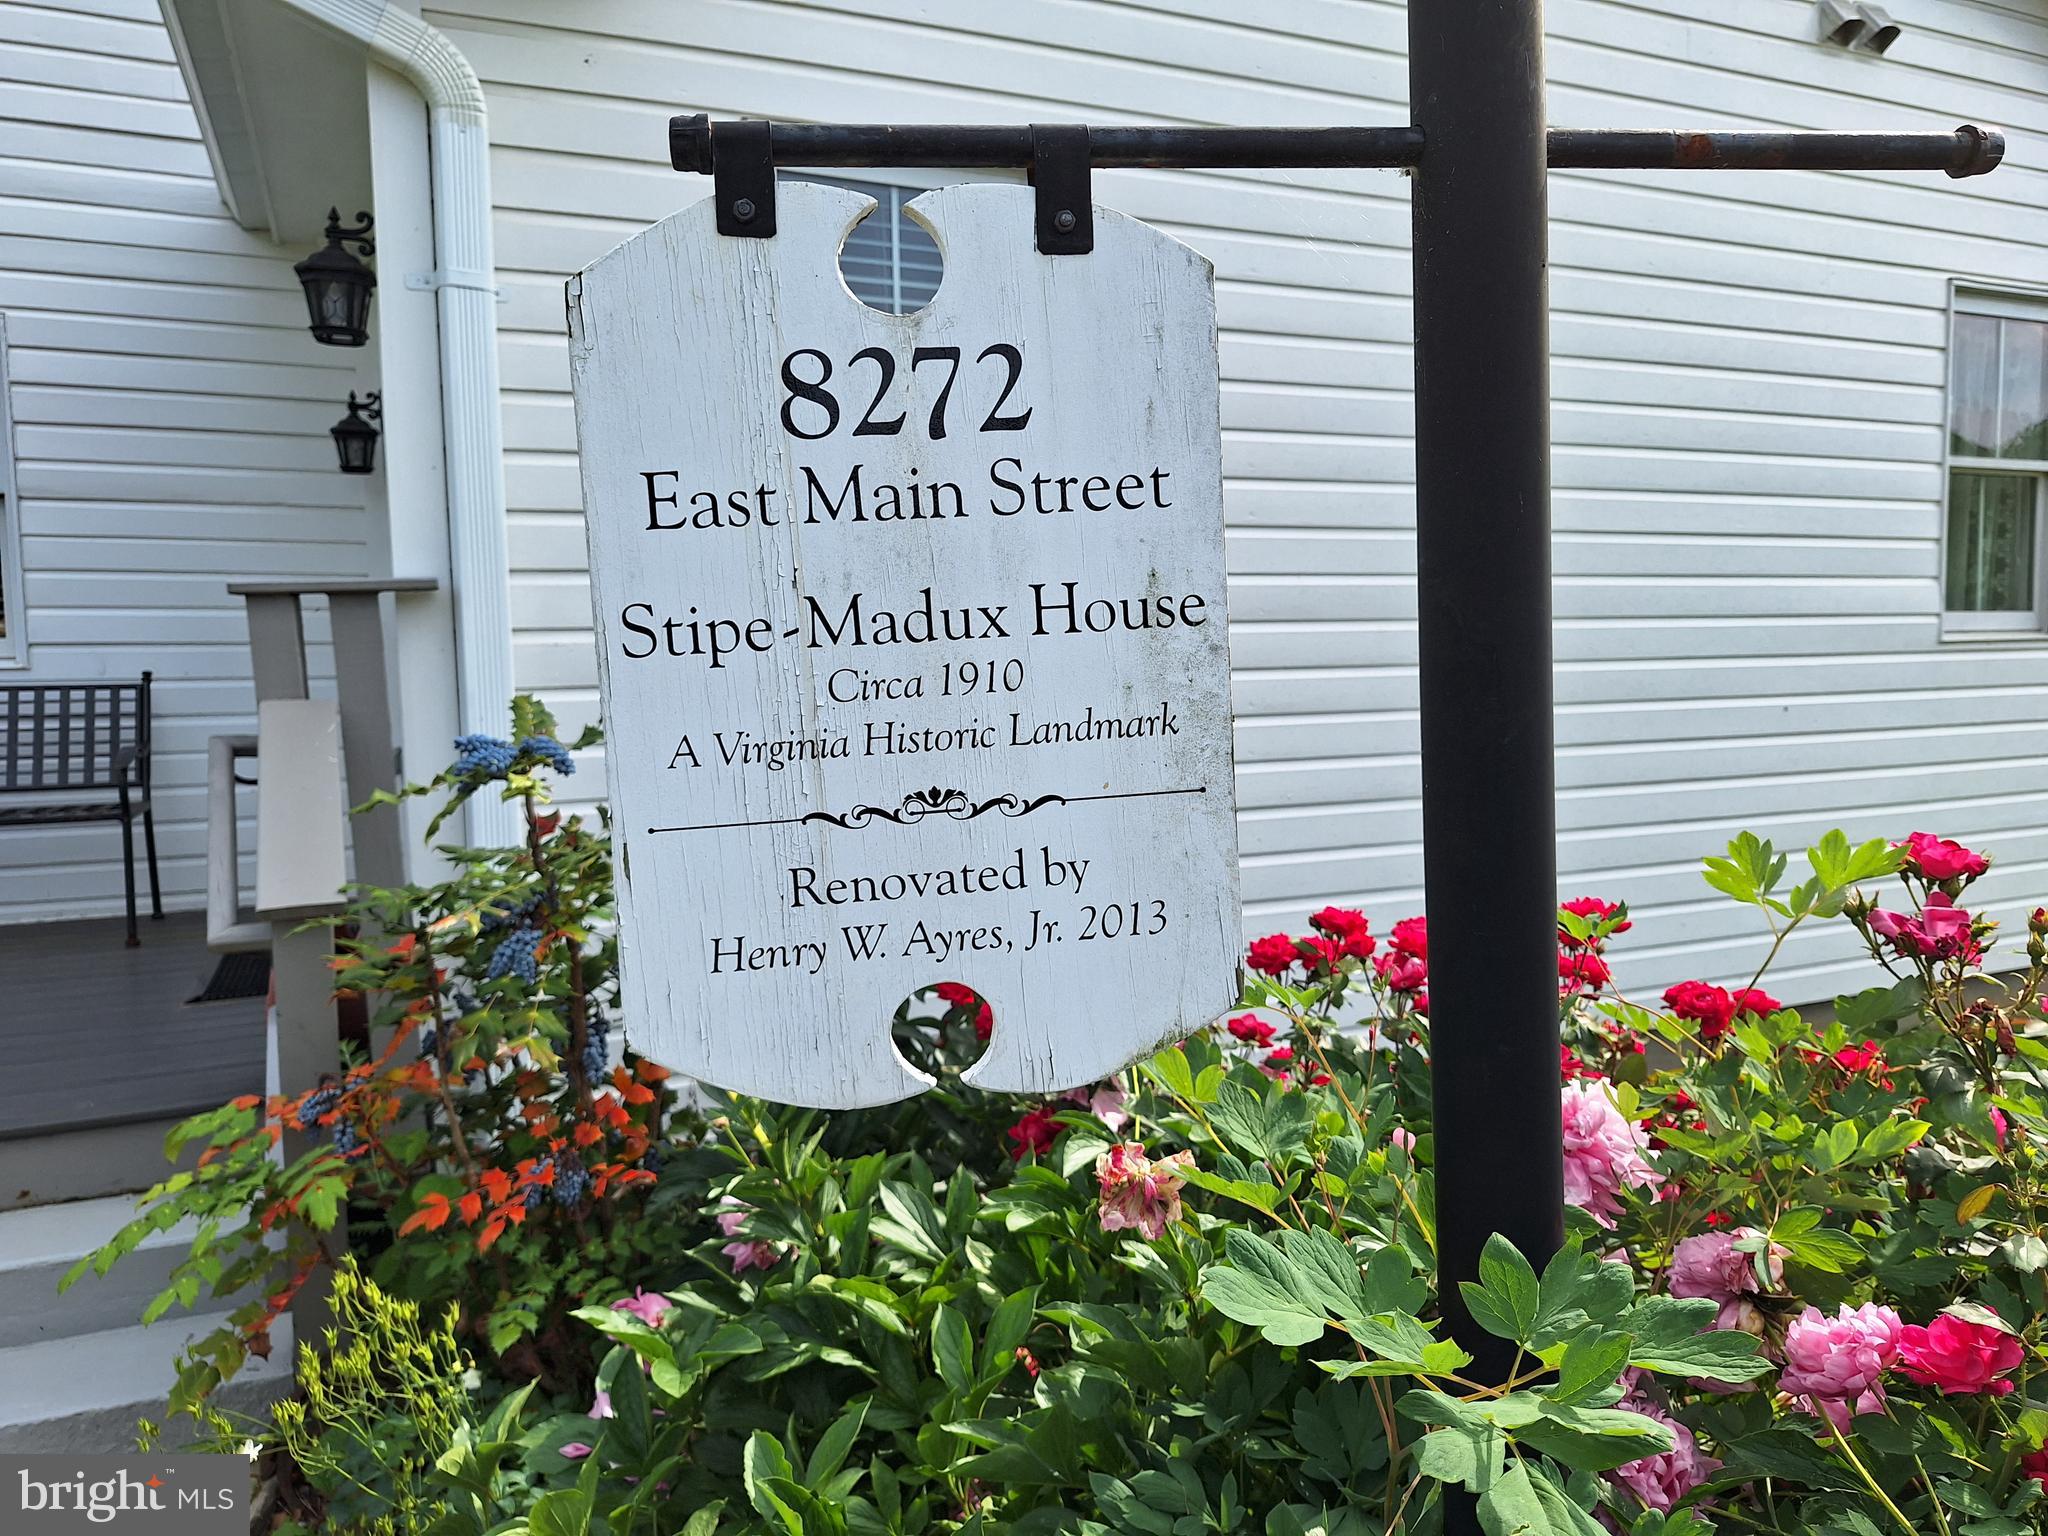 8272
East Main Street
Stipe-Madux House
Circa 1910
A Virginia Historic Landmark
Renovated by
Henry W. Ayres, Jr. 2013
bright™ MLS